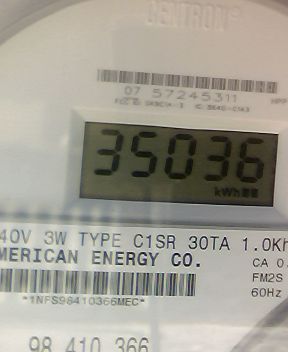 CENTRON®
07 57245311
35036
kWh
40V 3W TYPE C1SR 30TA 1.0Kh
MERICAN ENERGY CO.
CA 0.
FM2S
*1NFS98410366MEC*
60Hz
98 410 366